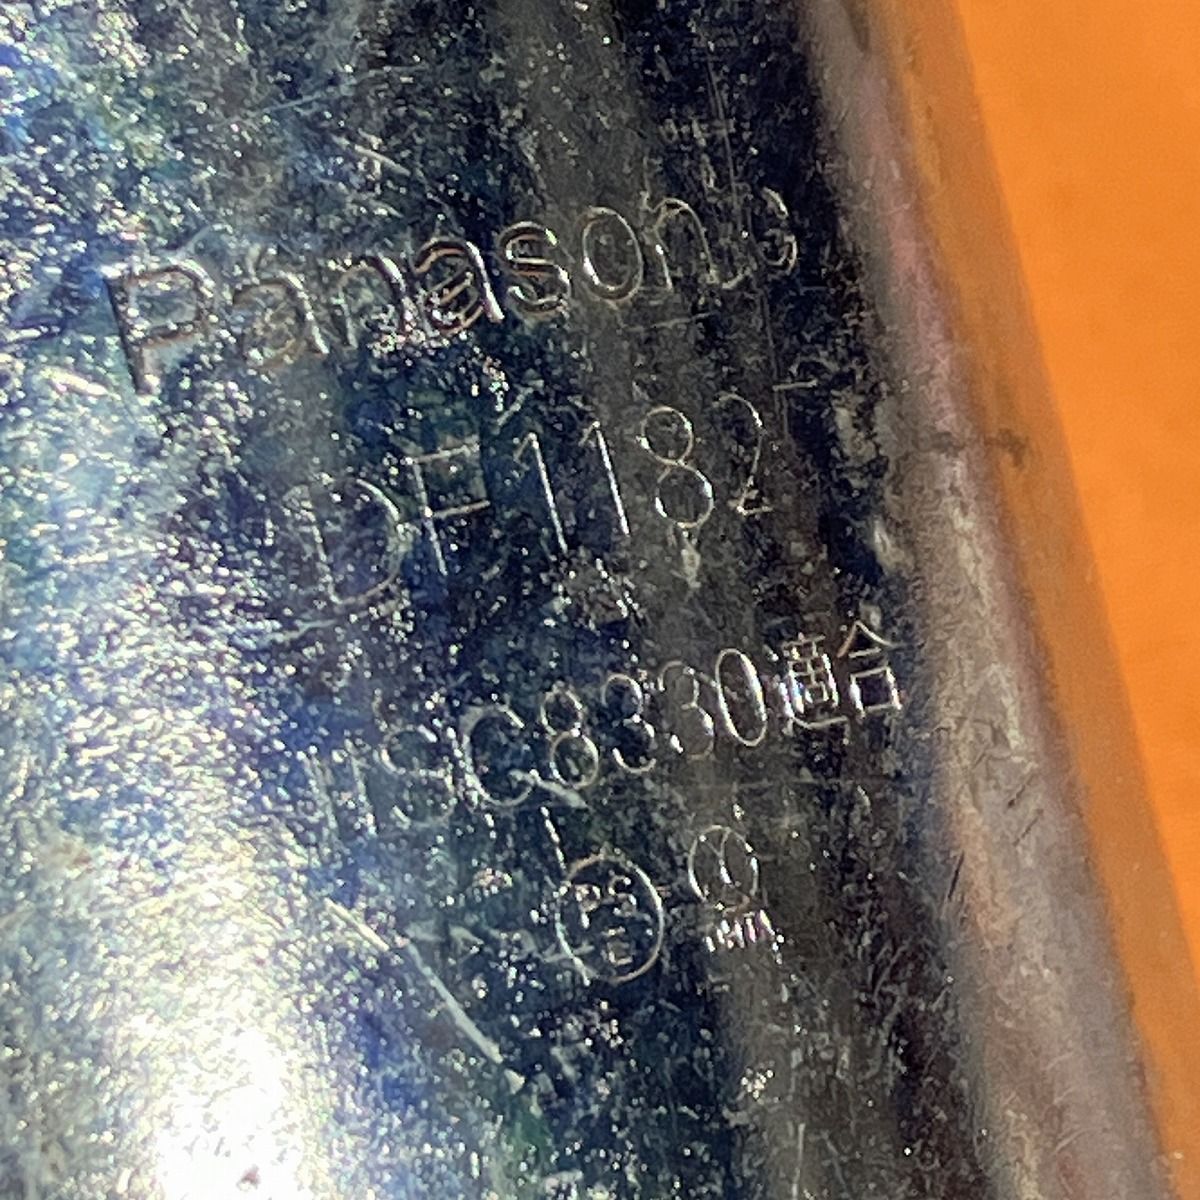 Panasonic
DF1182
JISC8330適合
PS
E